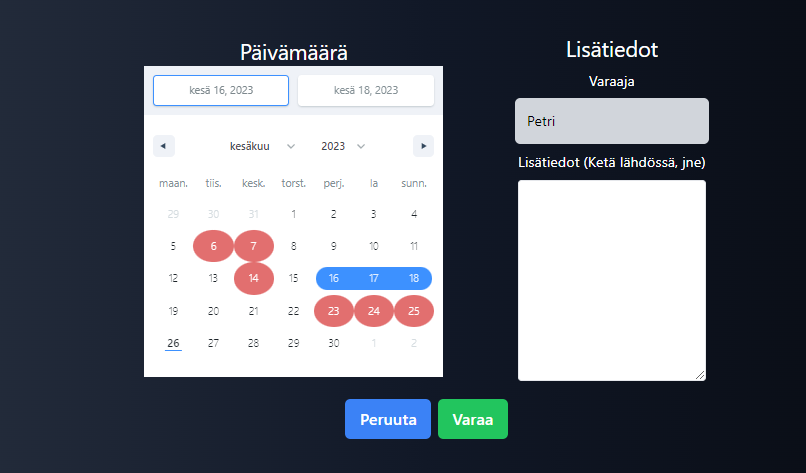 Päivämäärä
kesä 16, 2023 kesä 18, 2023
kesäkuu 2023
maan. tiis. kesk. torst. perj. la sunn.
29 30 31 1 2 3 4
5 6 7 8 9 10 11
12 13 14 15 16 17 18
19 20 21 22 23 24 25
26 27 28 29 30 1 2
Lisätiedot
Varaaja
Petri
Lisätiedot (Ketä lähdössä, jne)
Peruuta Varaa